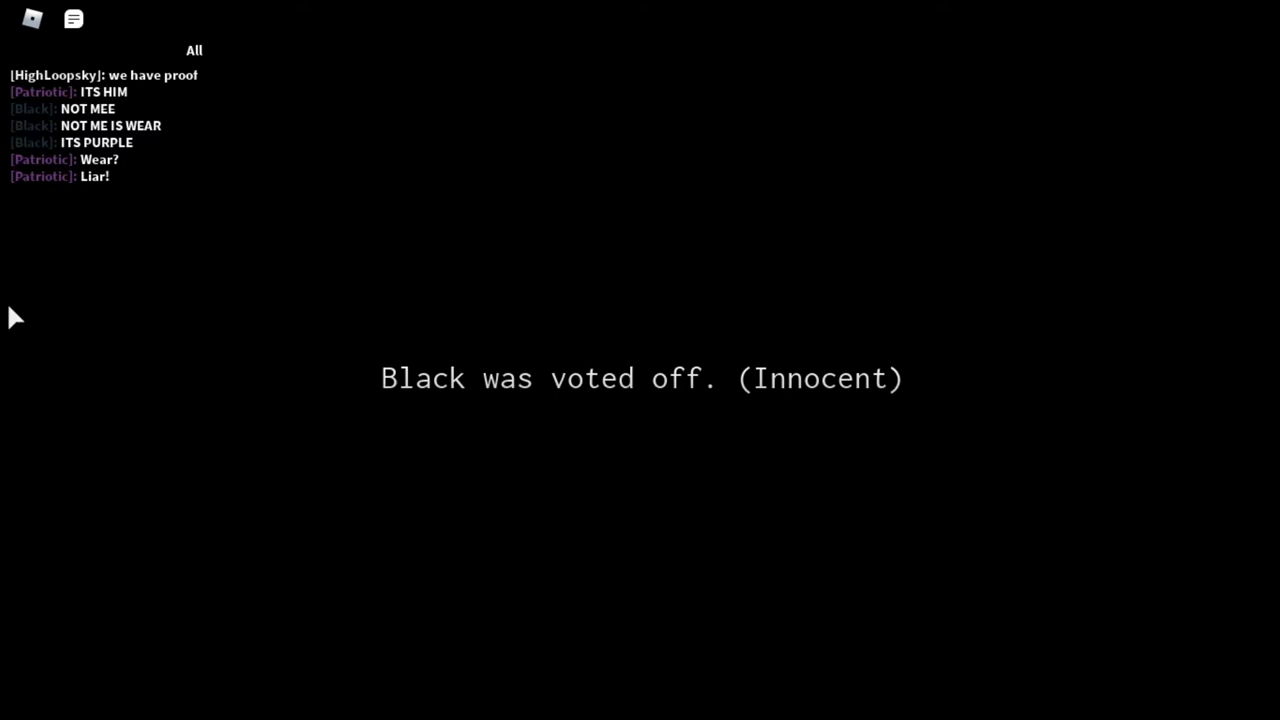 All
[HighLoopsky]: we have proof
[Patriotic]: ITS HIM
[Black]: NOT MEE
[Black]: NOT ME IS WEAR
[Black]: ITS PURPLE
[Patriotic]: Wear?
[Patriotic]: Liar!
Black was voted off. (Innocent)